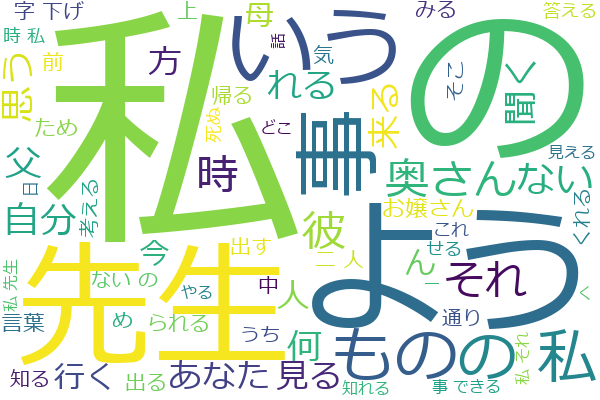 字 下げ
上
母
みる
答える
時 私
前
方
いう
の
気
話
そこ
思う
私
れる
帰る
来る
聞く
ため
死ぬ
どこ
事
見える
父
時
奥さん
ない
日
考える
自分
お嬢さん
くれる
彼
これ
先生
今
出す
二 人
ん
せる
よう
それ
一
私 先生
ない の
やる
中
人
く
言葉
め
られる
うち
何
もの
の
通り
私 それ
私
知る
行く
出る
あなた
見る
知れる
事 できる